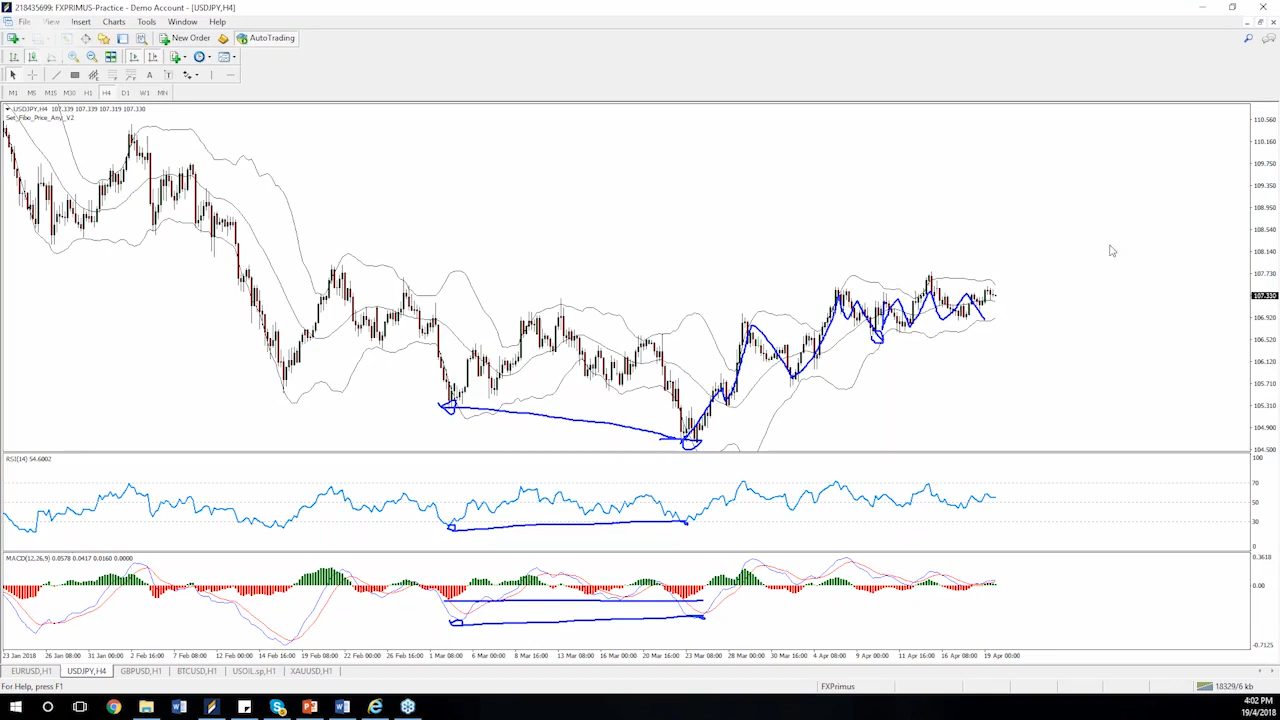 218435699: FXPRIMUS-Practice - Demo Account - [USDJPY,H4]
File View Insert Charts Tools Window Help
New Order AutoTrading
A T
M1 M5 M15 M30 H1 H4 D1 W1 MN
USDJPY,H4 107.339 107.339 107.319 107.330
Set_Fibo_Price_Any_V2
110.560
110.160
109.750
109.350
108.950
108.540
108.140
107.730
107.330
106.920
106.520
106.120
105.710
105.310
104.900
104.500
RSI(14) 54.6002
100
70
50
30
0
MACD(12,26,9) 0.0578 0.0417 0.0160 0.0000
0.3618
0.00
-0.7125
23 Jan 2018 26 Jan 08:00 31 Jan 00:00 2 Feb 16:00 7 Feb 08:00 12 Feb 00:00 14 Feb 16:00 19 Feb 08:00 22 Feb 00:00 26 Feb 16:00 1 Mar 08:00 6 Mar 00:00 8 Mar 16:00 13 Mar 08:00 16 Mar 00:00 20 Mar 16:00 23 Mar 08:00 28 Mar 00:00 30 Mar 16:00 4 Apr 08:00 9 Apr 00:00 11 Apr 16:00 16 Apr 08:00 19 Apr 00:00
EURUSD,H1 USDJPY,H4 GBPUSD,H1 BTCUSD,H1 USOIL.sp,H1 XAUUSD,H1
For Help, press F1 FXPrimus 18329/6 kb
4:02 PM
19/4/2018